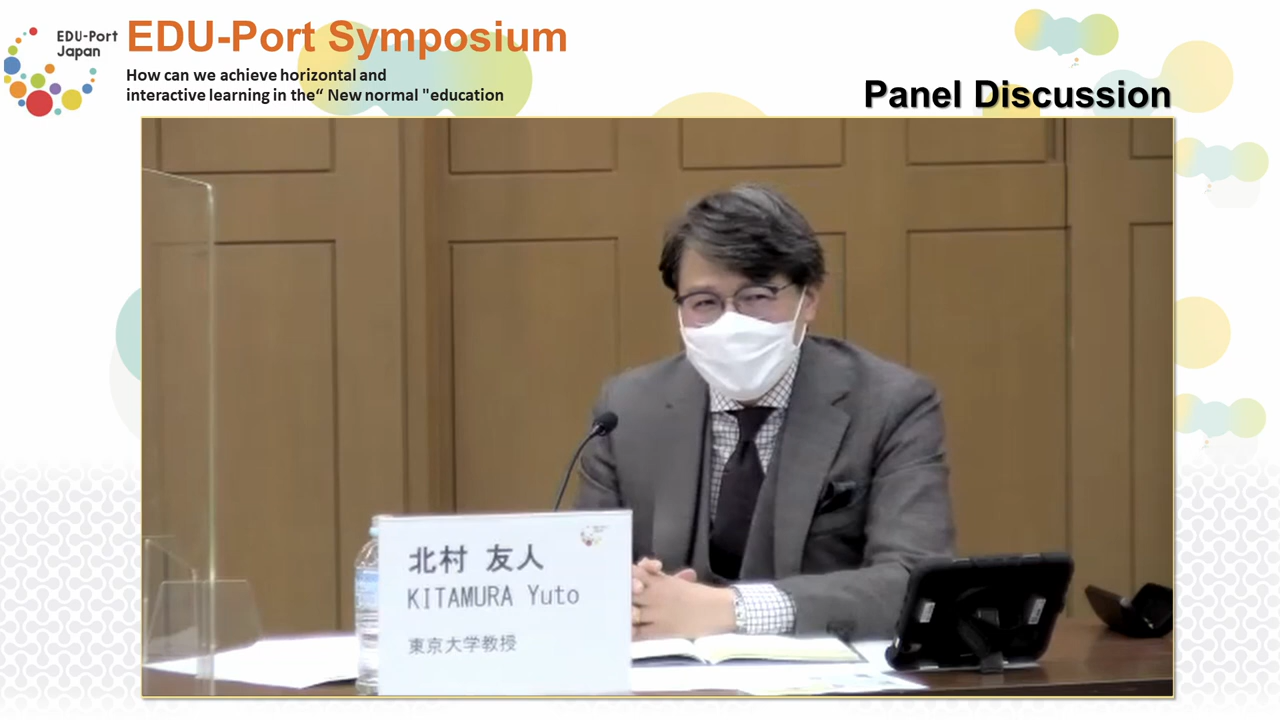 EDU-Port
Japan
EDU-Port Symposium
How can we achieve horizontal and
interactive learning in the“ New normal "education
Panel Discussion
北村 友人
KITAMURA Yuto
東京大学教授